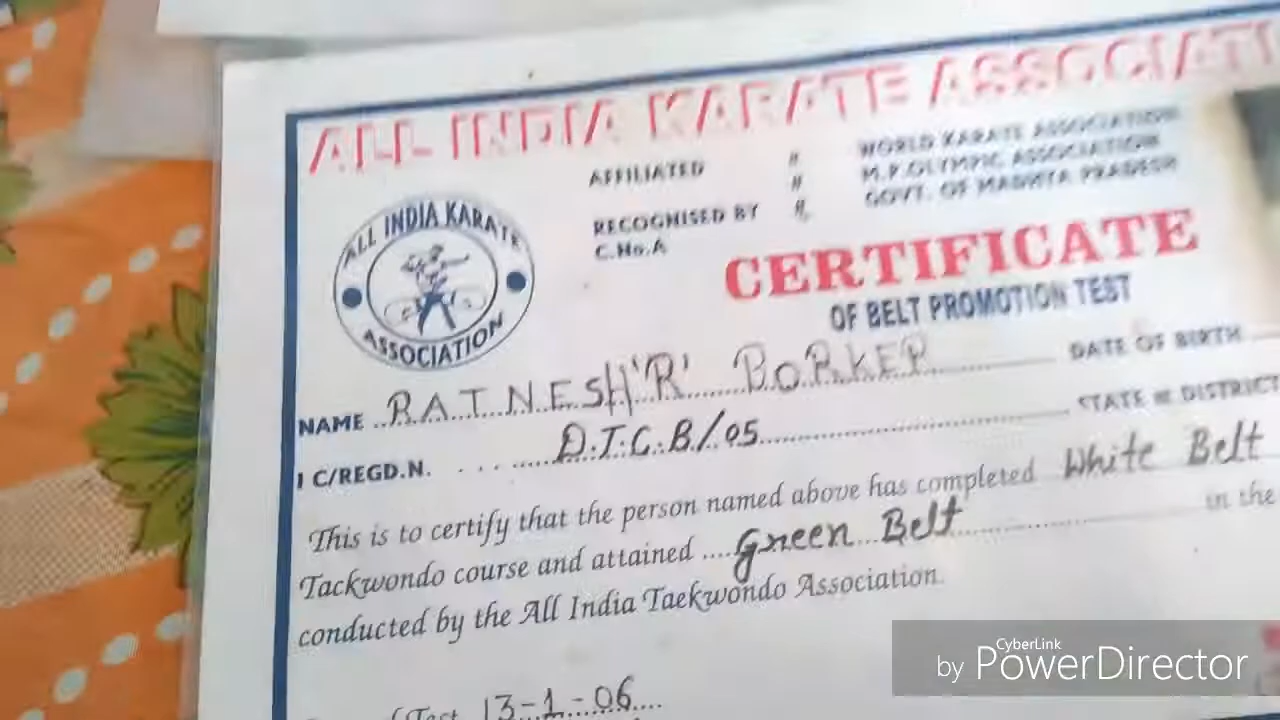 ALL INDIA KARATE ASSOCIATI
AFFILIATED " WORLD KARATE ASSOCIATION
" M.P.OLYMPIC ASSOCIATION
RECOGNISED BY " GOVT. OF MADHYA PRADESH
C.No.A
ALL INDIA KARATE
ASSOCIATION
CERTIFICATE
OF BELT PROMOTION TEST
NAME RATNESH 'R' BORKER DATE OF BIRTH
I C/REGD.N. D.T.C.B/05 STATE DISTRICT
This is to certify that the person named above has completed White Belt
Tackwondo course and attained Green Belt in the
conducted by the All India Taekwondo Association.
Test 13-1-06
by CyberLink PowerDirector